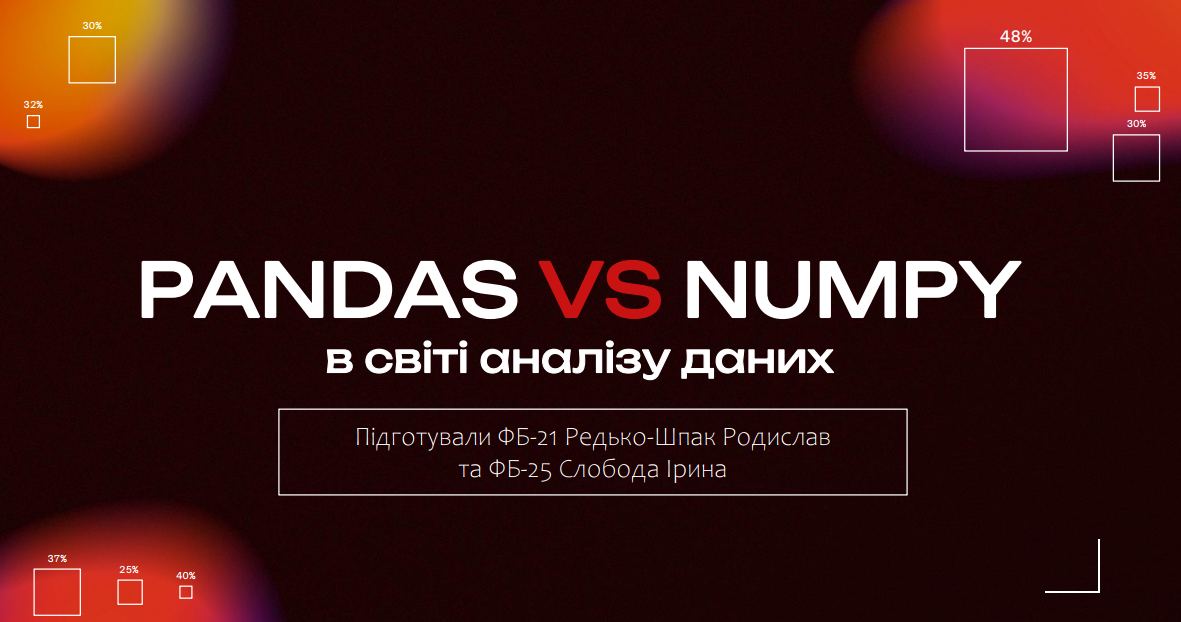 30%
48%
35%
32%
30%
PANDAS VS NUMPY
в світі аналізу даних
Підготували ФБ-21 Редько-Шпак Родислав
та ФБ-25 Слобода Ірина
37%
25%
40%